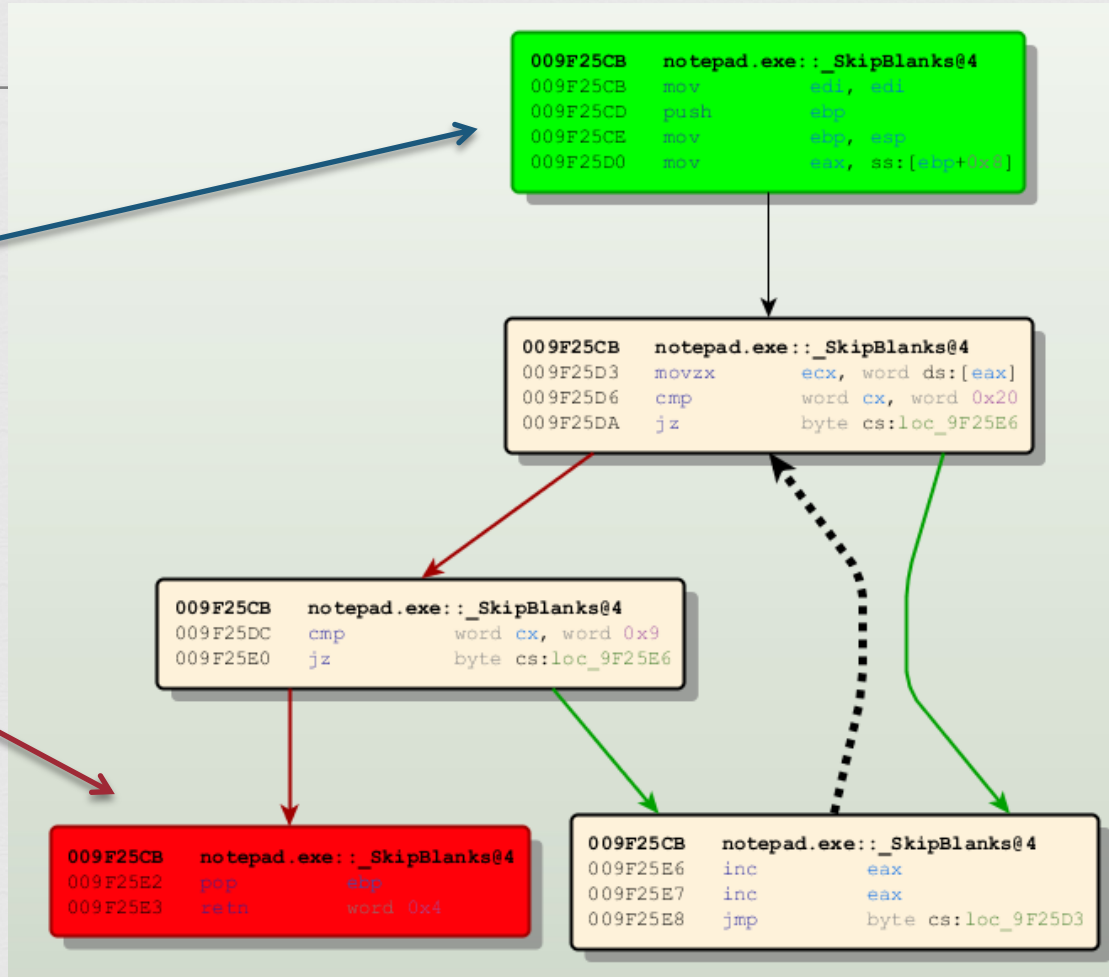 009F25CB notepad.exe::_SkipBlanks@4
009F25CB mov edi, edi
009F25CD push ebp
009F25CE mov ebp, esp
009F25D0 mov eax, ss:[ebp+0x8]
009F25CB notepad.exe::_SkipBlanks@4
009F25D3 movzx ecx, word ds:[eax]
009F25D6 cmp word cx, word 0x20
009F25DA jz byte cs:loc_9F25E6
009F25CB notepad.exe::_SkipBlanks@4
009F25DC cmp word cx, word 0x9
009F25E0 jz byte cs:loc_9F25E6
009F25CB notepad.exe::_SkipBlanks@4
009F25E2 pop ebp
009F25E3 retn word 0x4
009F25CB notepad.exe::_SkipBlanks@4
009F25E6 inc eax
009F25E7 inc eax
009F25E8 jmp byte cs:loc_9F25D3